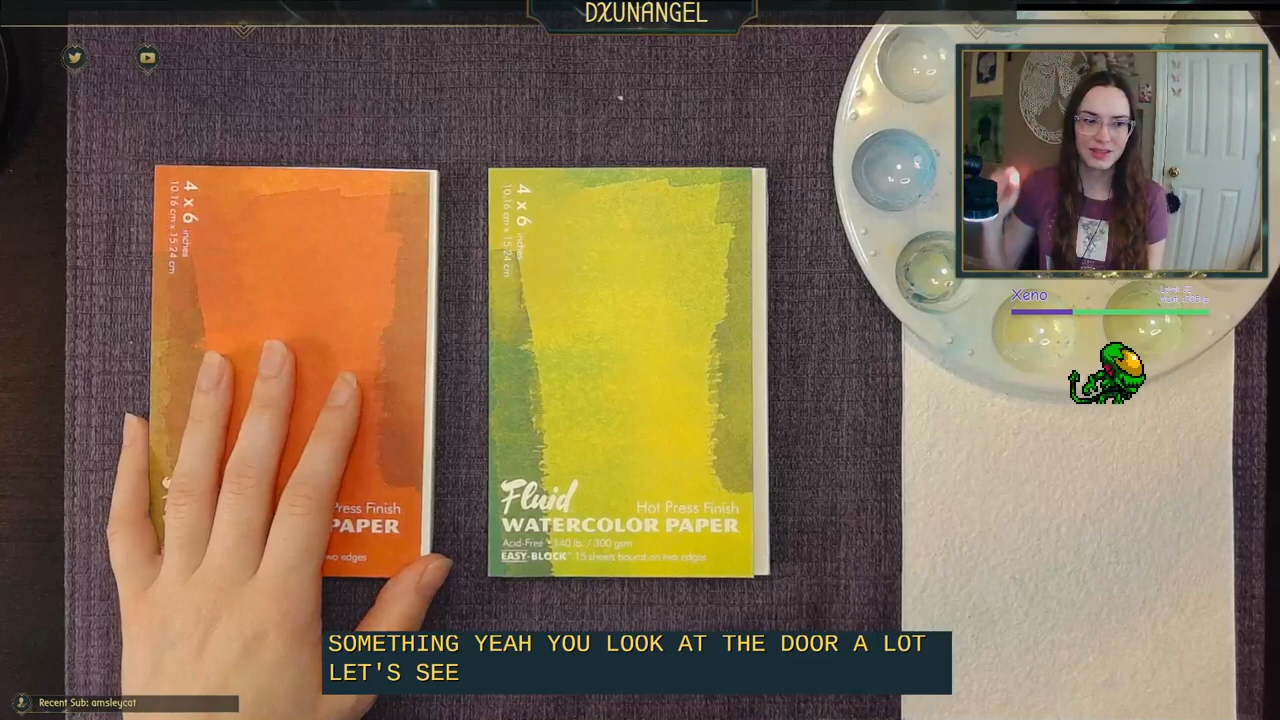 DXUNANGEL
4 x 6 inches
10.16 cm x 15.24 cm
4 x 6 inches
10.16 cm x 15.24 cm
Xeno
Press Finish
PAPER
two edges
Fluid
Hot Press Finish
WATERCOLOR PAPER
Acid-Free • 140 lb. / 300 gsm
EASY-BLOCK 15 sheets bound on two edges
SOMETHING YEAH YOU LOOK AT THE DOOR A LOT
LET'S SEE
Recent Sub: amsleycat